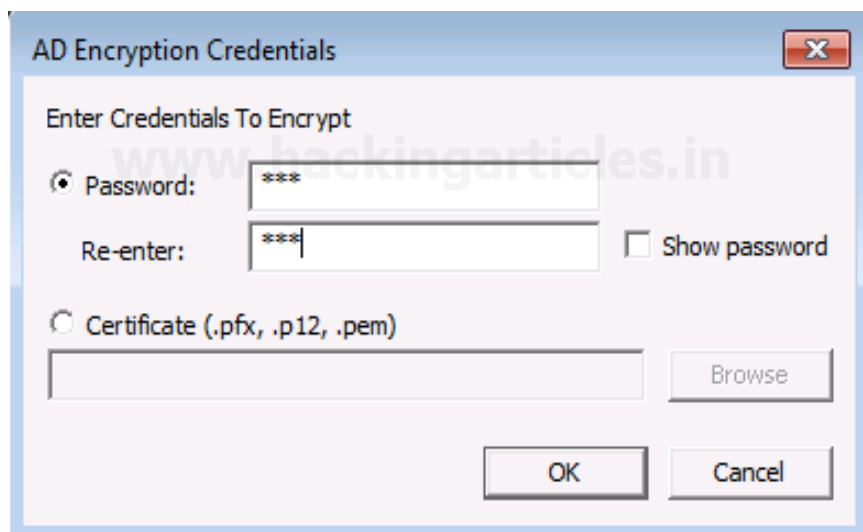 AD Encryption Credentials
Enter Credentials To Encrypt
www.hackingarticles.in
Password: ***
Re-enter: ***
Show password
Certificate (.pfx, .p12, .pem)
Browse
OK Cancel